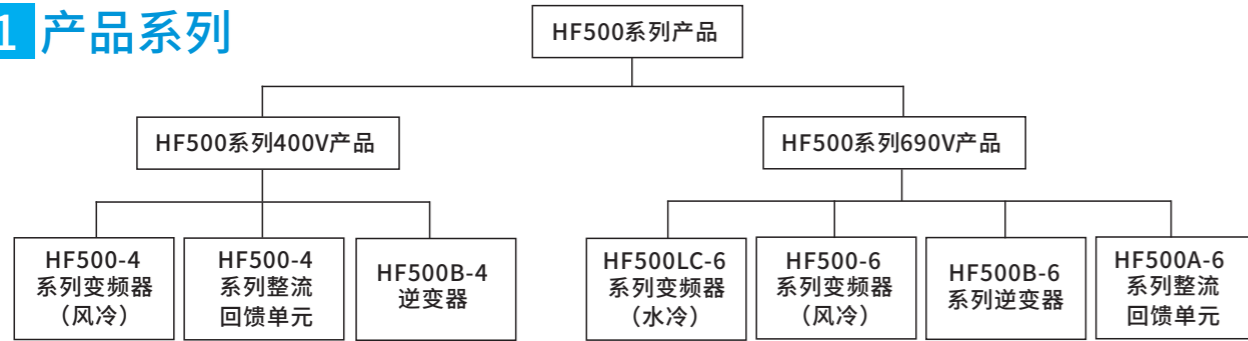 1 产品系列
HF500系列产品
HF500系列400V产品
HF500系列690V产品
HF500-4
系列变频器
（风冷）
HF500-4
系列整流
回馈单元
HF500B-4
逆变器
HF500LC-6
系列变频器
（水冷）
HF500-6
系列变频器
（风冷）
HF500B-6
系列逆变器
HF500A-6
系列整流
回馈单元